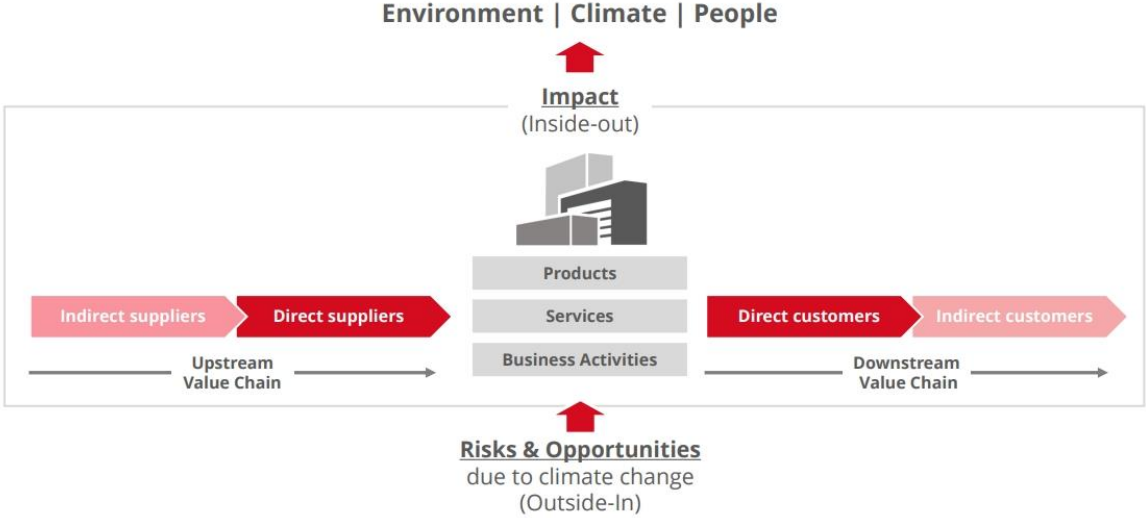 Environment | Climate | People
Impact
(Inside-out)
Products
Indirect suppliers
Direct suppliers
Services
Direct customers
Indirect customers
Business Activities
Upstream
Value Chain
Downstream
Value Chain
Risks & Opportunities
due to climate change
(Outside-In)